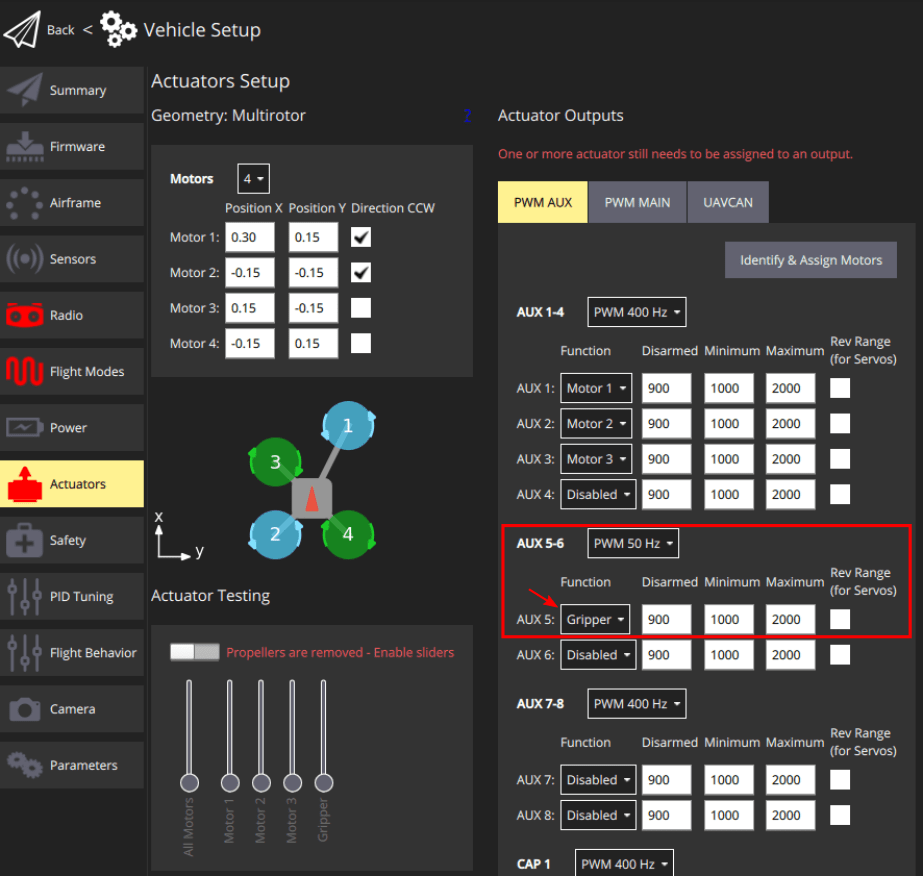 Back < Vehicle Setup
Summary
Firmware
Airframe
Sensors
Radio
Flight Modes
Power
Actuators
Safety
PID Tuning
Flight Behavior
Camera
Parameters
Actuators Setup
Geometry: Multirotor ?
Motors 4
Position X Position Y Direction CCW
Motor 1: 0.30 0.15
Motor 2: -0.15 -0.15
Motor 3: 0.15 -0.15
Motor 4: -0.15 0.15
1
3
2
4
x
y
Actuator Testing
Propellers are removed - Enable sliders
All Motors
Motor 1
Motor 2
Motor 3
Gripper
Actuator Outputs
One or more actuator still needs to be assigned to an output.
PWM AUX PWM MAIN UAVCAN
Identify & Assign Motors
AUX 1-4 PWM 400 Hz
Function Disarmed Minimum Maximum Rev Range
(for Servos)
AUX 1: Motor 1 900 1000 2000
AUX 2: Motor 2 900 1000 2000
AUX 3: Motor 3 900 1000 2000
AUX 4: Disabled 900 1000 2000
AUX 5-6 PWM 50 Hz
Function Disarmed Minimum Maximum Rev Range
(for Servos)
AUX 5: Gripper 900 1000 2000
AUX 6: Disabled 900 1000 2000
AUX 7-8 PWM 400 Hz
Function Disarmed Minimum Maximum Rev Range
(for Servos)
AUX 7: Disabled 900 1000 2000
AUX 8: Disabled 900 1000 2000
CAP 1 PWM 400 Hz